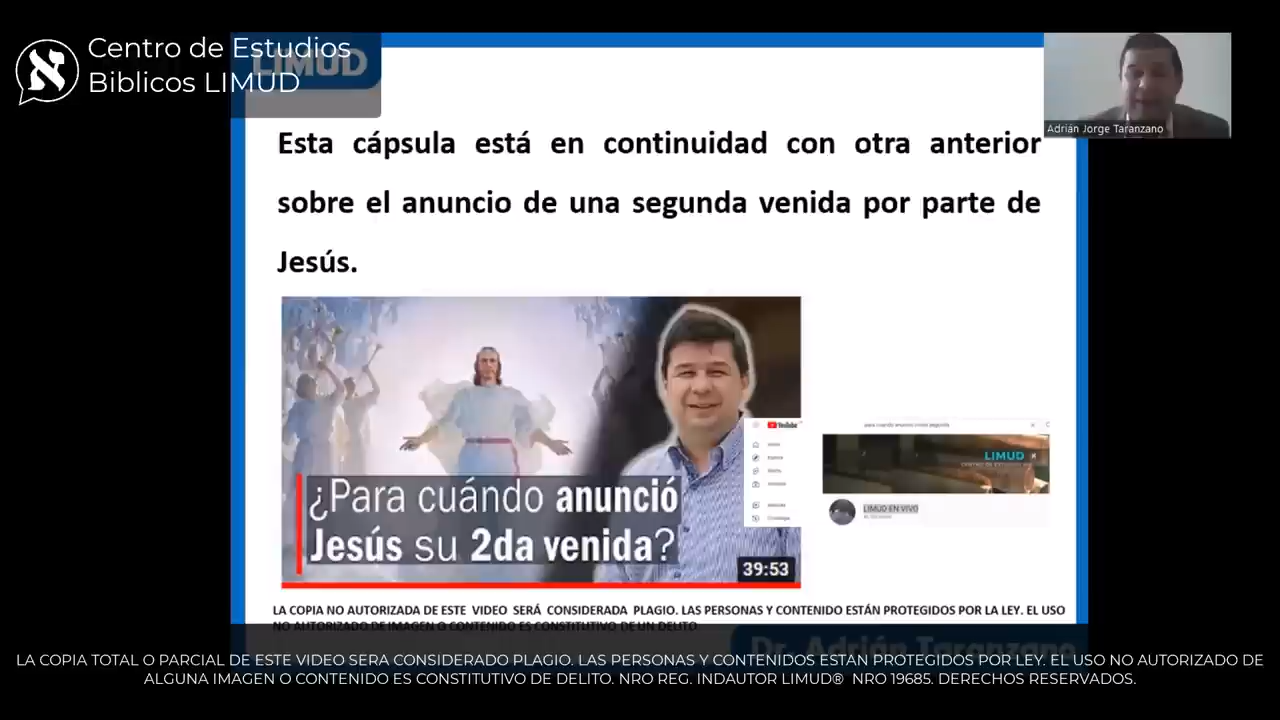 Centro de Estudios
Biblicos LIMUD
LIMUD
Adrián Jorge Taranzano
Esta cápsula está en continuidad con otra anterior
sobre el anuncio de una segunda venida por parte de
Jesús.
¿Para cuándo anunció
Jesús su 2da venida?
39:53
YouTube
LIMUD
LIMUD EN VIVO
LA COPIA NO AUTORIZADA DE ESTE VIDEO SERÁ CONSIDERADA PLAGIO. LAS PERSONAS Y CONTENIDO ESTÁN PROTEGIDOS POR LA LEY. EL USO
NO AUTORIZADO DE IMAGEN O CONTENIDO ES CONSTITUTIVO DE UN DELITO
Dr. Adrián Taranzano
LA COPIA TOTAL O PARCIAL DE ESTE VIDEO SERA CONSIDERADO PLAGIO. LAS PERSONAS Y CONTENIDOS ESTAN PROTEGIDOS POR LEY. EL USO NO AUTORIZADO DE
ALGUNA IMAGEN O CONTENIDO ES CONSTITUTIVO DE DELITO. NRO REG. INDAUTOR LIMUD® NRO 19685. DERECHOS RESERVADOS.